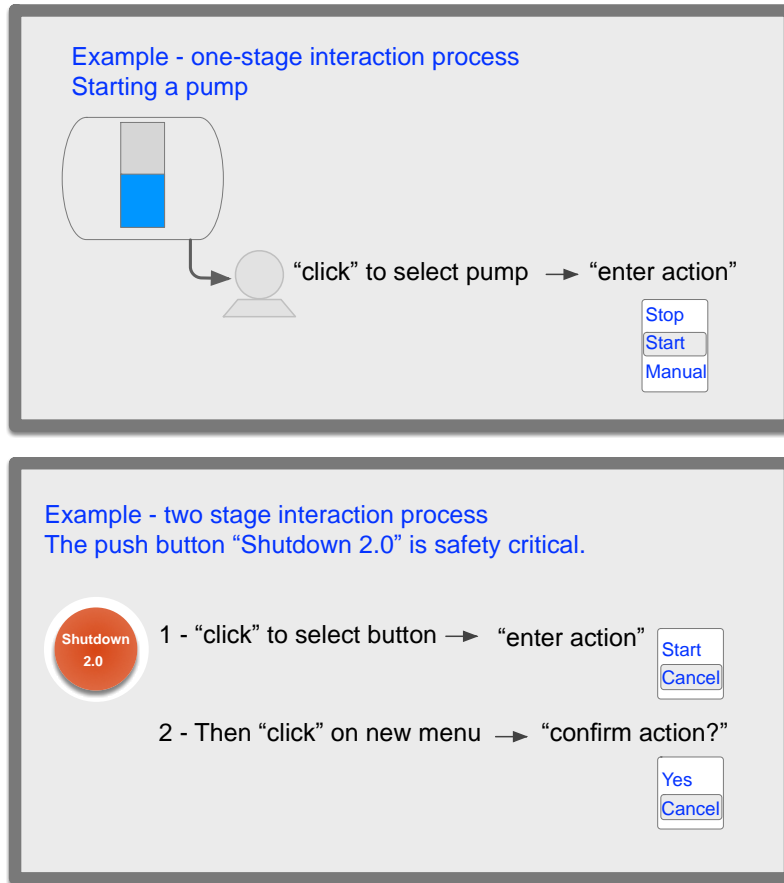 Example - one-stage interaction process
Starting a pump
“click” to select pump → “enter action”
Stop
Start
Manual
Example - two stage interaction process
The push button “Shutdown 2.0” is safety critical.
Shutdown
2.0
1 - “click” to select button → “enter action”
Start
Cancel
2 - Then “click” on new menu → “confirm action?”
Yes
Cancel